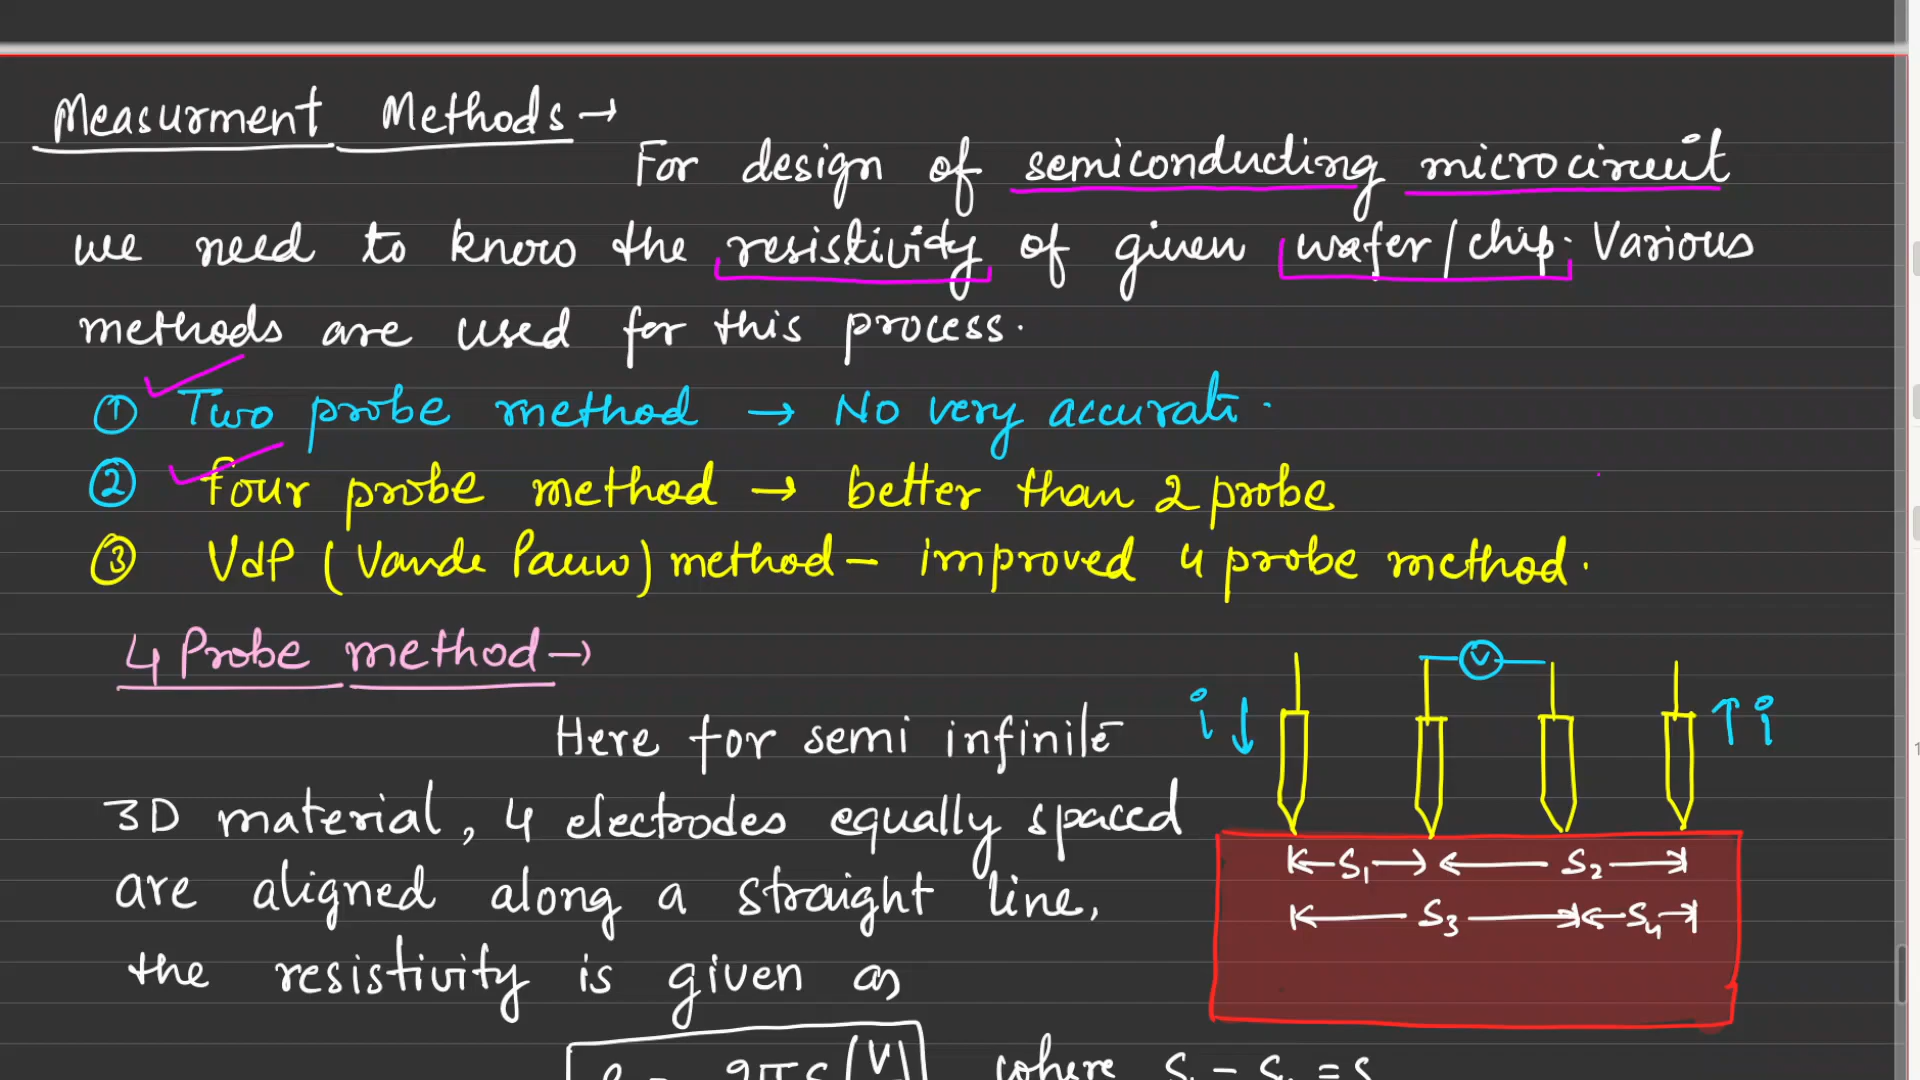 Measurment Methods →
For design of semiconducting microcircuit
we need to know the resistivity of given wafer/chip. Various
methods are used for this process.
① Two probe method → No very accurate.
② four probe method → better than 2 probe
③ VdP (Vande Pauw) method – improved 4 probe method.
4 Probe method →
Here for semi infinite
3D material, 4 electrodes equally spaced
are aligned along a straight line,
the resistivity is given as
V
i ↓ ↑ i
S1 S2
S3 S4